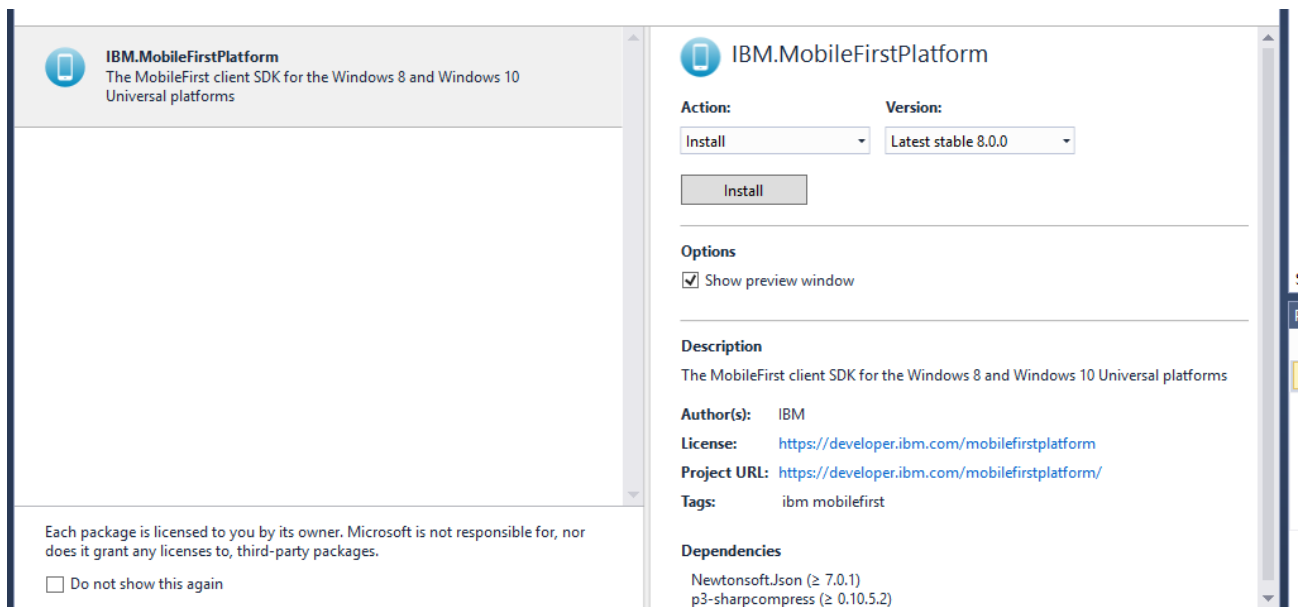 IBM.MobileFirstPlatform
The MobileFirst client SDK for the Windows 8 and Windows 10
Universal platforms
Each package is licensed to you by its owner. Microsoft is not responsible for, nor
does it grant any licenses to, third-party packages.
Do not show this again
IBM.MobileFirstPlatform
Action: Version:
Install Latest stable 8.0.0
Install
Options
Show preview window
Description
The MobileFirst client SDK for the Windows 8 and Windows 10 Universal platforms
Author(s): IBM
License: https://developer.ibm.com/mobilefirstplatform
Project URL: https://developer.ibm.com/mobilefirstplatform/
Tags: ibm mobilefirst
Dependencies
Newtonsoft.Json (≥ 7.0.1)
p3-sharpcompress (≥ 0.10.5.2)